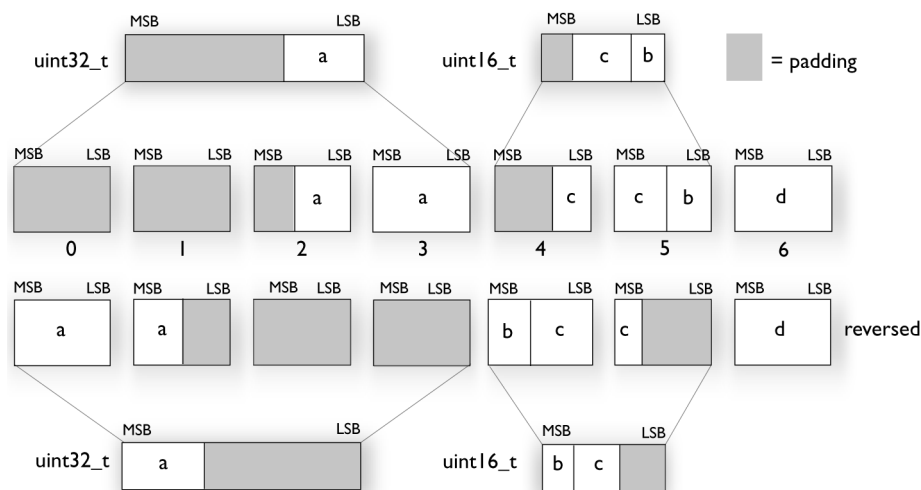 MSB LSB MSB LSB
uint32_t a uint16_t c b = padding
MSB LSB MSB LSB MSB LSB MSB LSB MSB LSB MSB LSB MSB LSB
a a c c b d
0 1 2 3 4 5 6
MSB LSB MSB LSB MSB LSB MSB LSB MSB LSB MSB LSB MSB LSB
a a b c c d reversed
MSB LSB MSB LSB
uint32_t a uint16_t b c